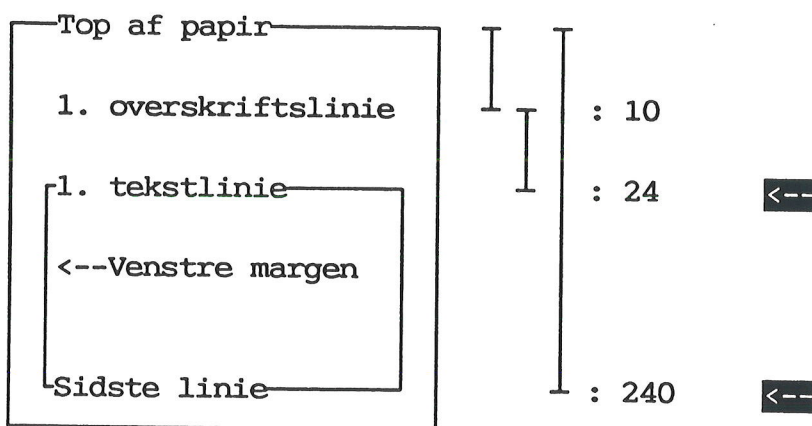 Top af papir
1. overskriftslinie : 10
1. tekstlinie : 24 <--
<--Venstre margen
Sidste linie : 240 <--